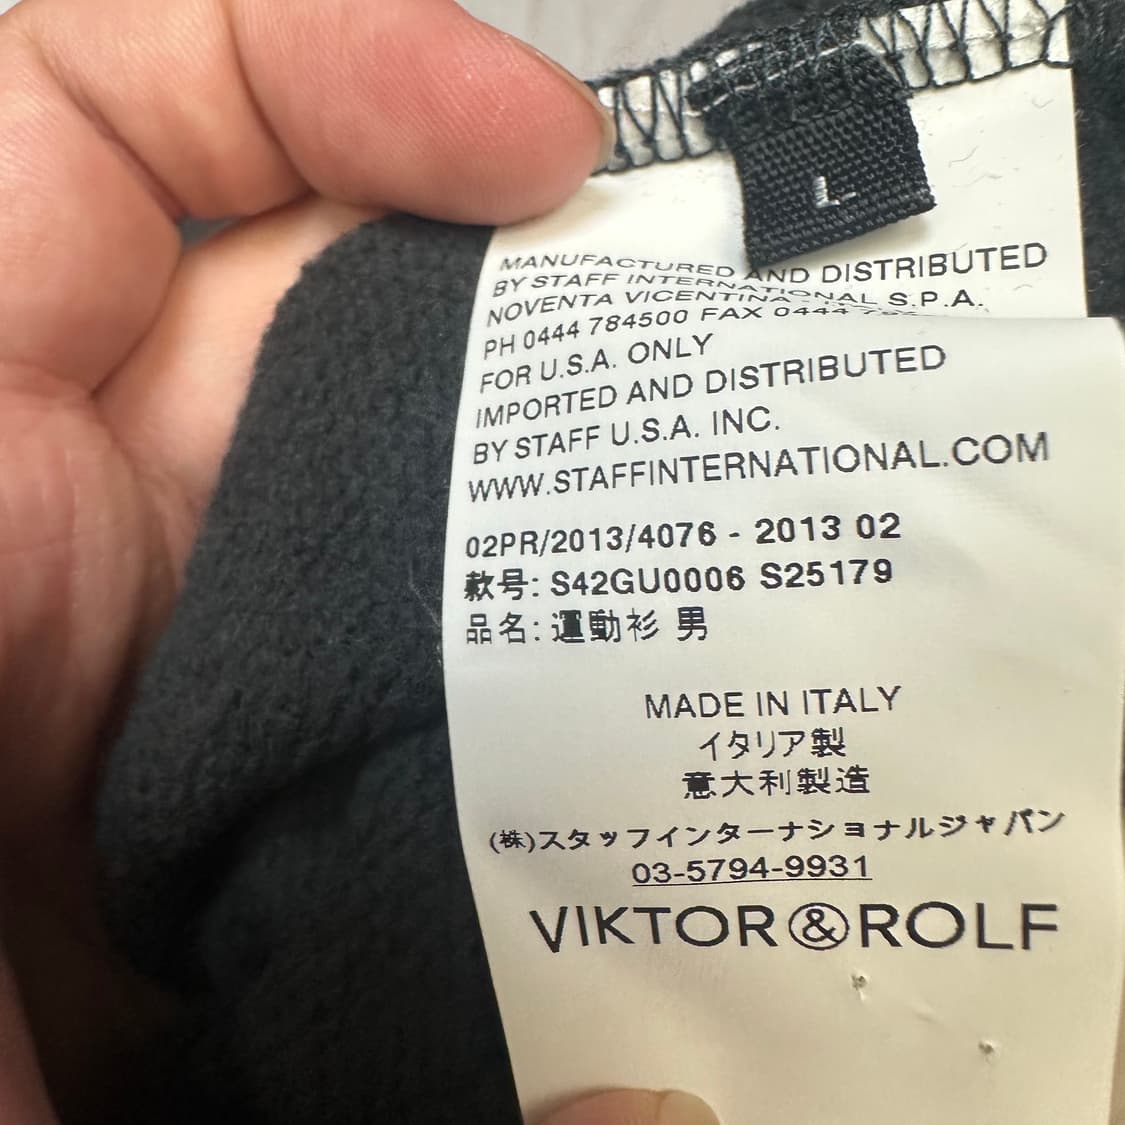 L
MANUFACTURED AND DISTRIBUTED
BY STAFF INTERNATIONAL S.P.A.
NOVENTA VICENTINA -
PH 0444 784500 FAX 0444
FOR U.S.A. ONLY
IMPORTED AND DISTRIBUTED
BY STAFF U.S.A. INC.
WWW.STAFFINTERNATIONAL.COM
02PR/2013/4076 - 2013 02
款号: S42GU0006 S25179
品名: 運動衫 男
MADE IN ITALY
イタリア製
意大利製造
(株)スタッフインターナショナルジャパン
03-5794-9931
VIKTOR&ROLF